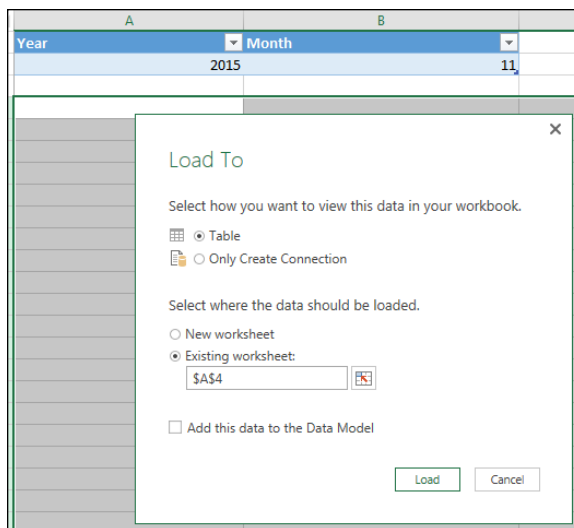 A B
Year Month
2015 11
Load To
Select how you want to view this data in your workbook.
Table
Only Create Connection
Select where the data should be loaded.
New worksheet
Existing worksheet:
$A$4
Add this data to the Data Model
Load Cancel